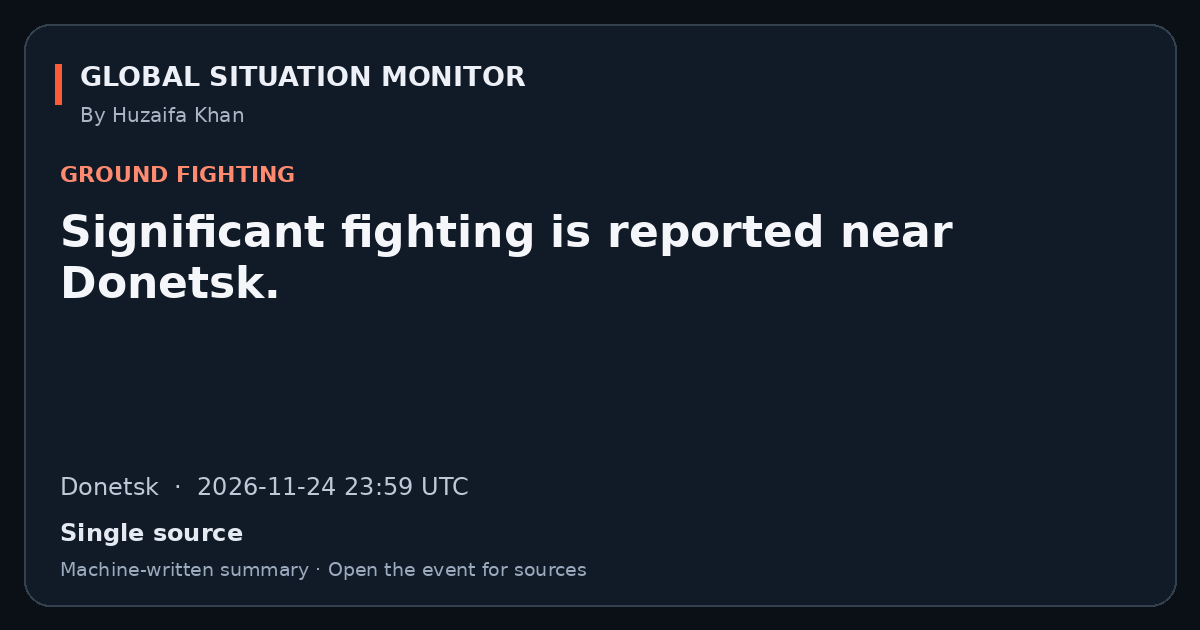 GLOBAL SITUATION MONITOR
By Huzaifa Khan
GROUND FIGHTING
Significant fighting is reported near
Donetsk.
Donetsk · 2026-11-24 23:59 UTC
Single source
Machine-written summary · Open the event for sources